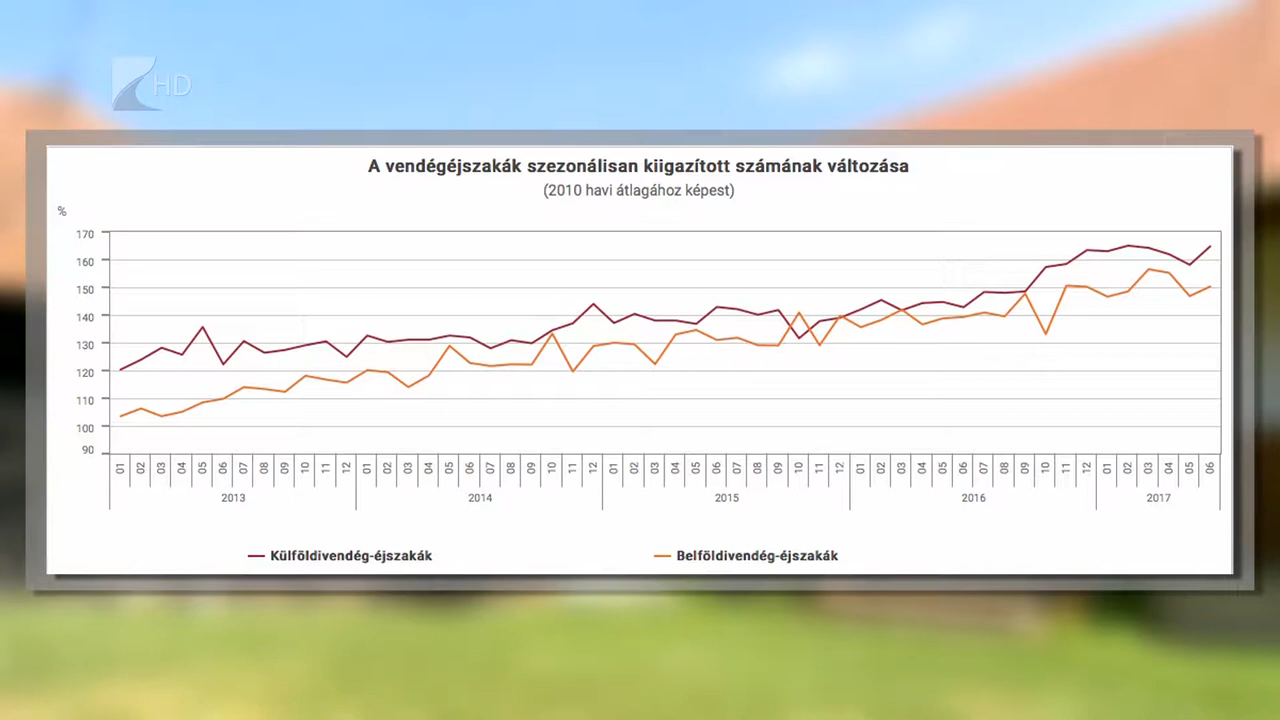 HD
A vendégéjszakák szezonálisan kiigazított számának változása
(2010 havi átlagához képest)
%
170
160
150
140
130
120
110
100
90
01 02 03 04 05 06 07 08 09 10 11 12 01 02 03 04 05 06 07 08 09 10 11 12 01 02 03 04 05 06 07 08 09 10 11 12 01 02 03 04 05 06 07 08 09 10 11 12 01 02 03 04 05 06
2013 2014 2015 2016 2017
Külföldivendég-éjszakák Belföldivendég-éjszakák